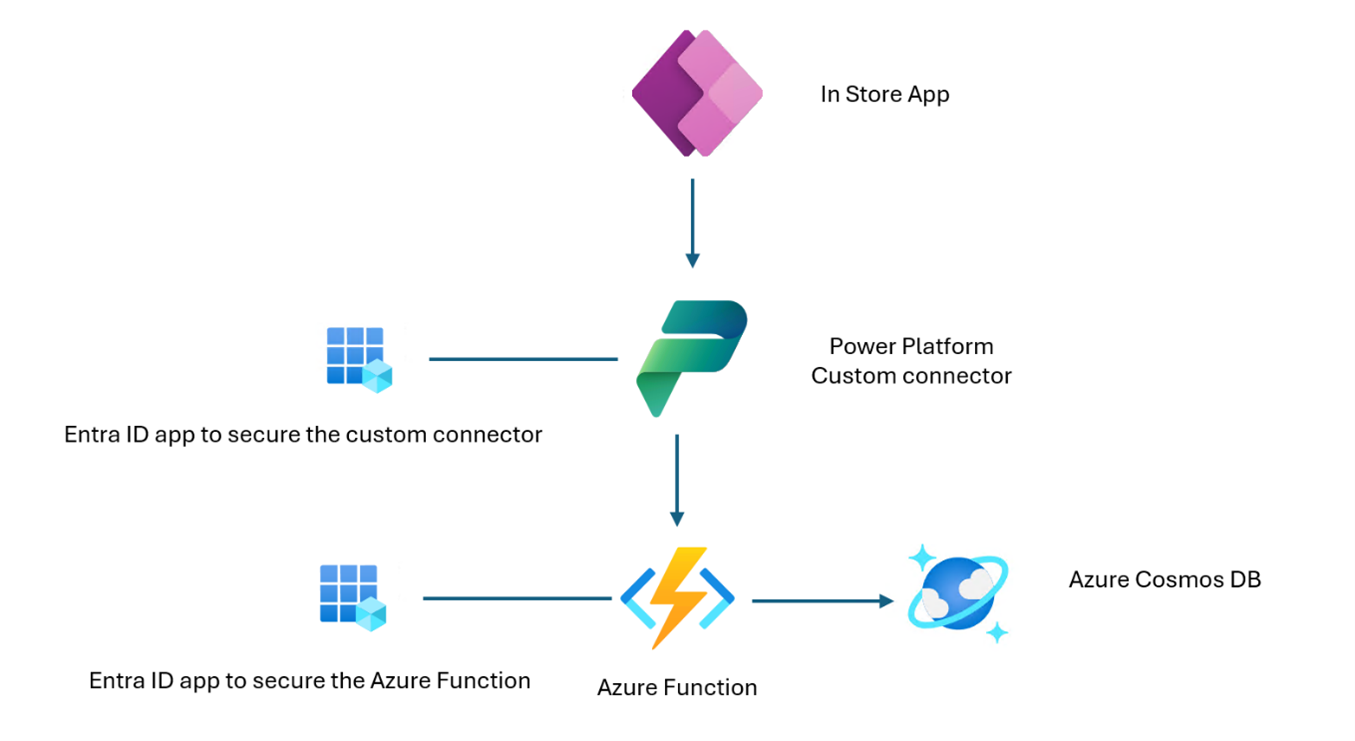 In Store App
Power Platform
Custom connector
Entra ID app to secure the custom connector
Azure Cosmos DB
Entra ID app to secure the Azure Function
Azure Function